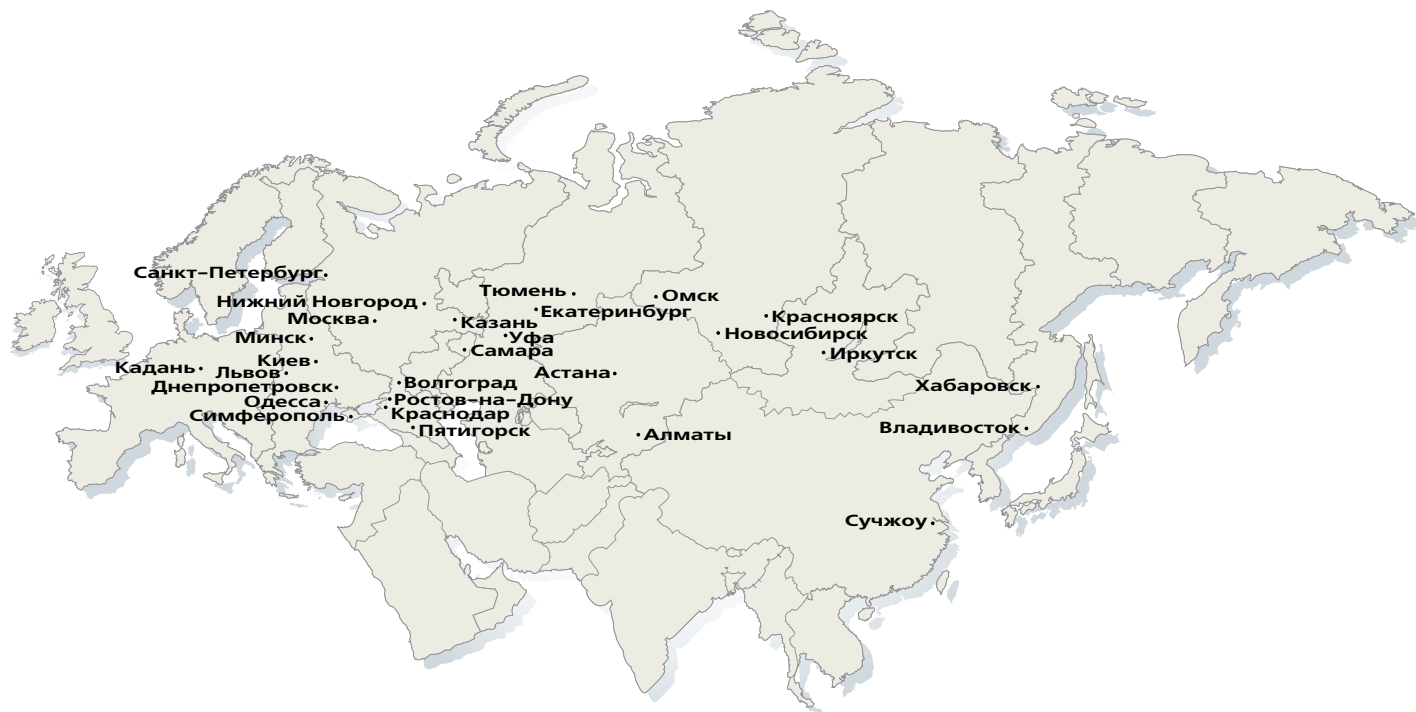 Санкт-Петербург
Тюмень
Омск
Нижний Новгород
Екатеринбург
Москва
Казань
Красноярск
Новосибирск
Минск
Уфа
Самара
Иркутск
Киев
Кадань
Львов
Астана
Волгоград
Хабаровск
Днепропетровск
Ростов-на-Дону
Одесса
Краснодар
Симферополь
Владивосток
Пятигорск
Алматы
Сучжоу